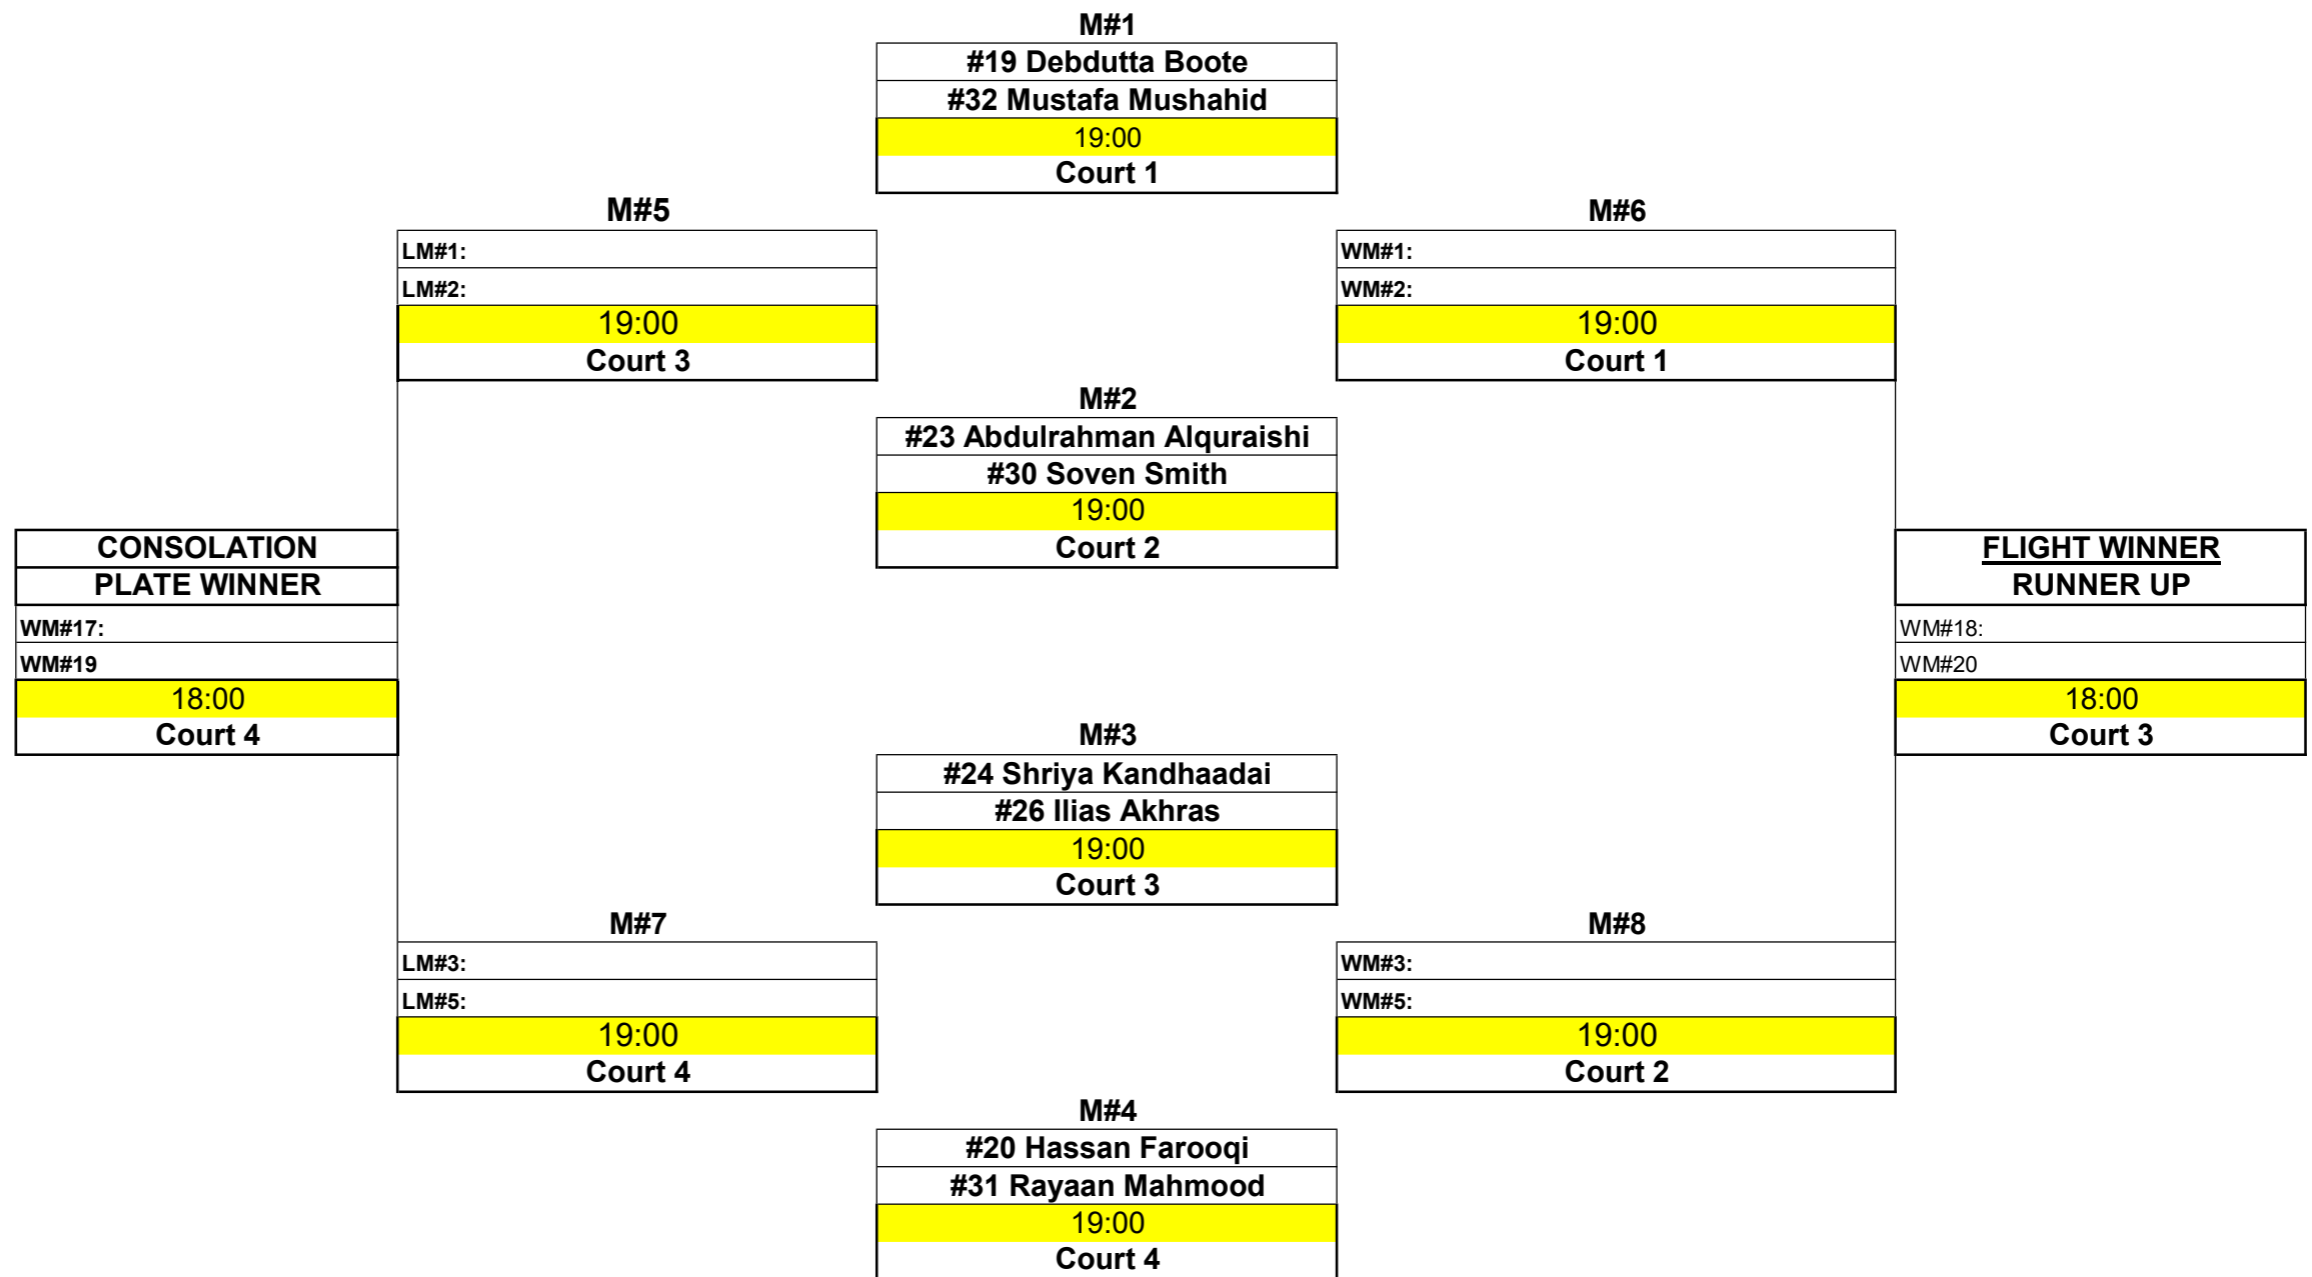 M#1
#19 Debdutta Boote
#32 Mustafa Mushahid
19:00
Court 1
M#5
LM#1:
LM#2:
19:00
Court 3
M#6
WM#1:
WM#2:
19:00
Court 1
M#2
#23 Abdulrahman Alquraishi
#30 Soven Smith
19:00
Court 2
CONSOLATION
PLATE WINNER
WM#17:
WM#19
18:00
Court 4
FLIGHT WINNER
RUNNER UP
WM#18:
WM#20
18:00
Court 3
M#3
#24 Shriya Kandhaadai
#26 Ilias Akhras
19:00
Court 3
M#7
LM#3:
LM#5:
19:00
Court 4
M#8
WM#3:
WM#5:
19:00
Court 2
M#4
#20 Hassan Farooqi
#31 Rayaan Mahmood
19:00
Court 4